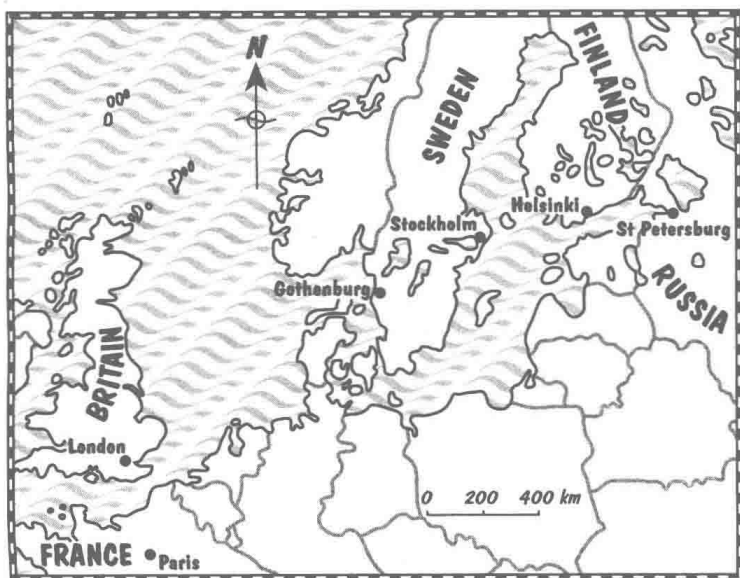 N
FINLAND
SWEDEN
Helsinki
Stockholm
St Petersburg
Gothenburg
RUSSIA
BRITAIN
London
0 200 400 km
FRANCE
Paris